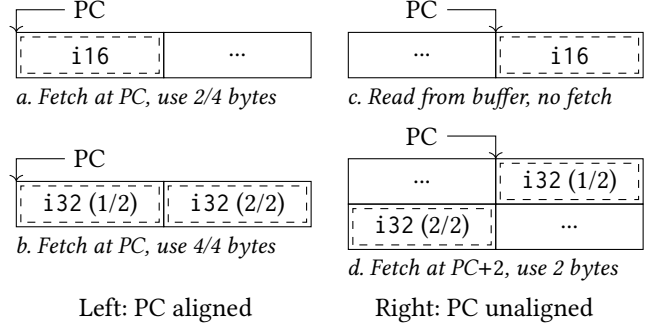 PC
i16 ...
a. Fetch at PC, use 2/4 bytes
PC
i32 (1/2) i32 (2/2)
b. Fetch at PC, use 4/4 bytes
Left: PC aligned
PC
... i16
c. Read from buffer, no fetch
PC
... i32 (1/2)
i32 (2/2) ...
d. Fetch at PC+2, use 2 bytes
Right: PC unaligned